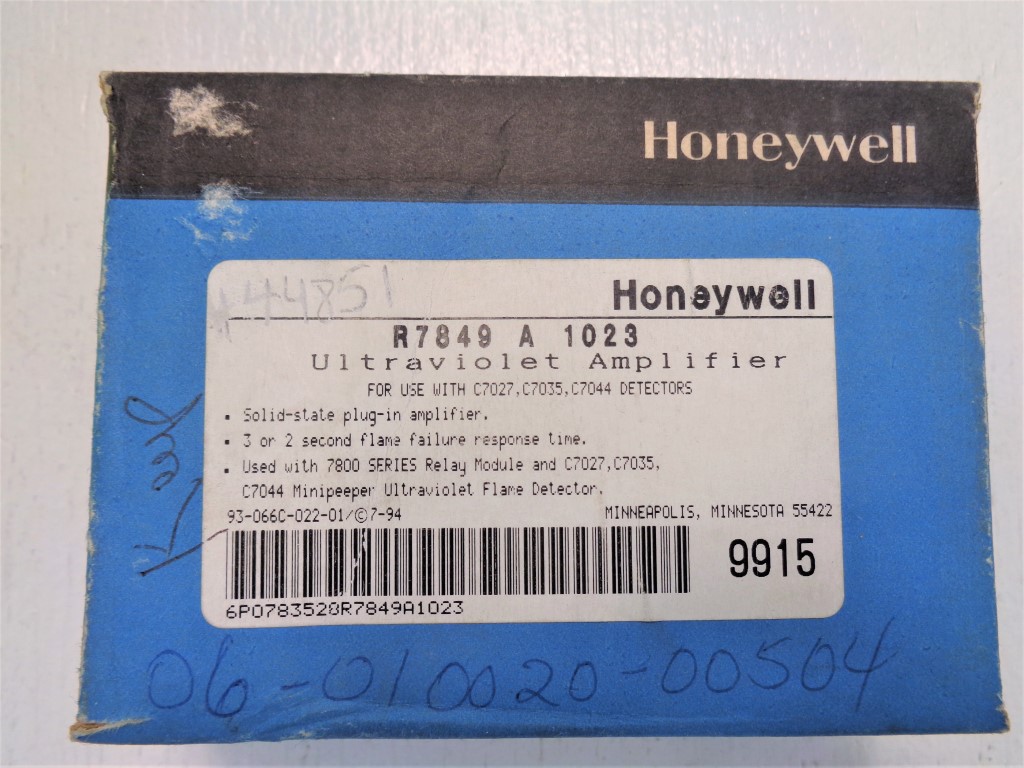 Honeywell
44851
Honeywell
R7849 A 1023
Ultraviolet Amplifier
FOR USE WITH C7027,C7035,C7044 DETECTORS
▪ Solid-state plug-in amplifier.
▪ 3 or 2 second flame failure response time.
▪ Used with 7800 SERIES Relay Module and C7027,C7035,
C7044 Minipeeper Ultraviolet Flame Detector.
93-066C-022-01/©7-94 MINNEAPOLIS, MINNESOTA 55422
9915
6P0783528R7849A1023
06-010020-00504